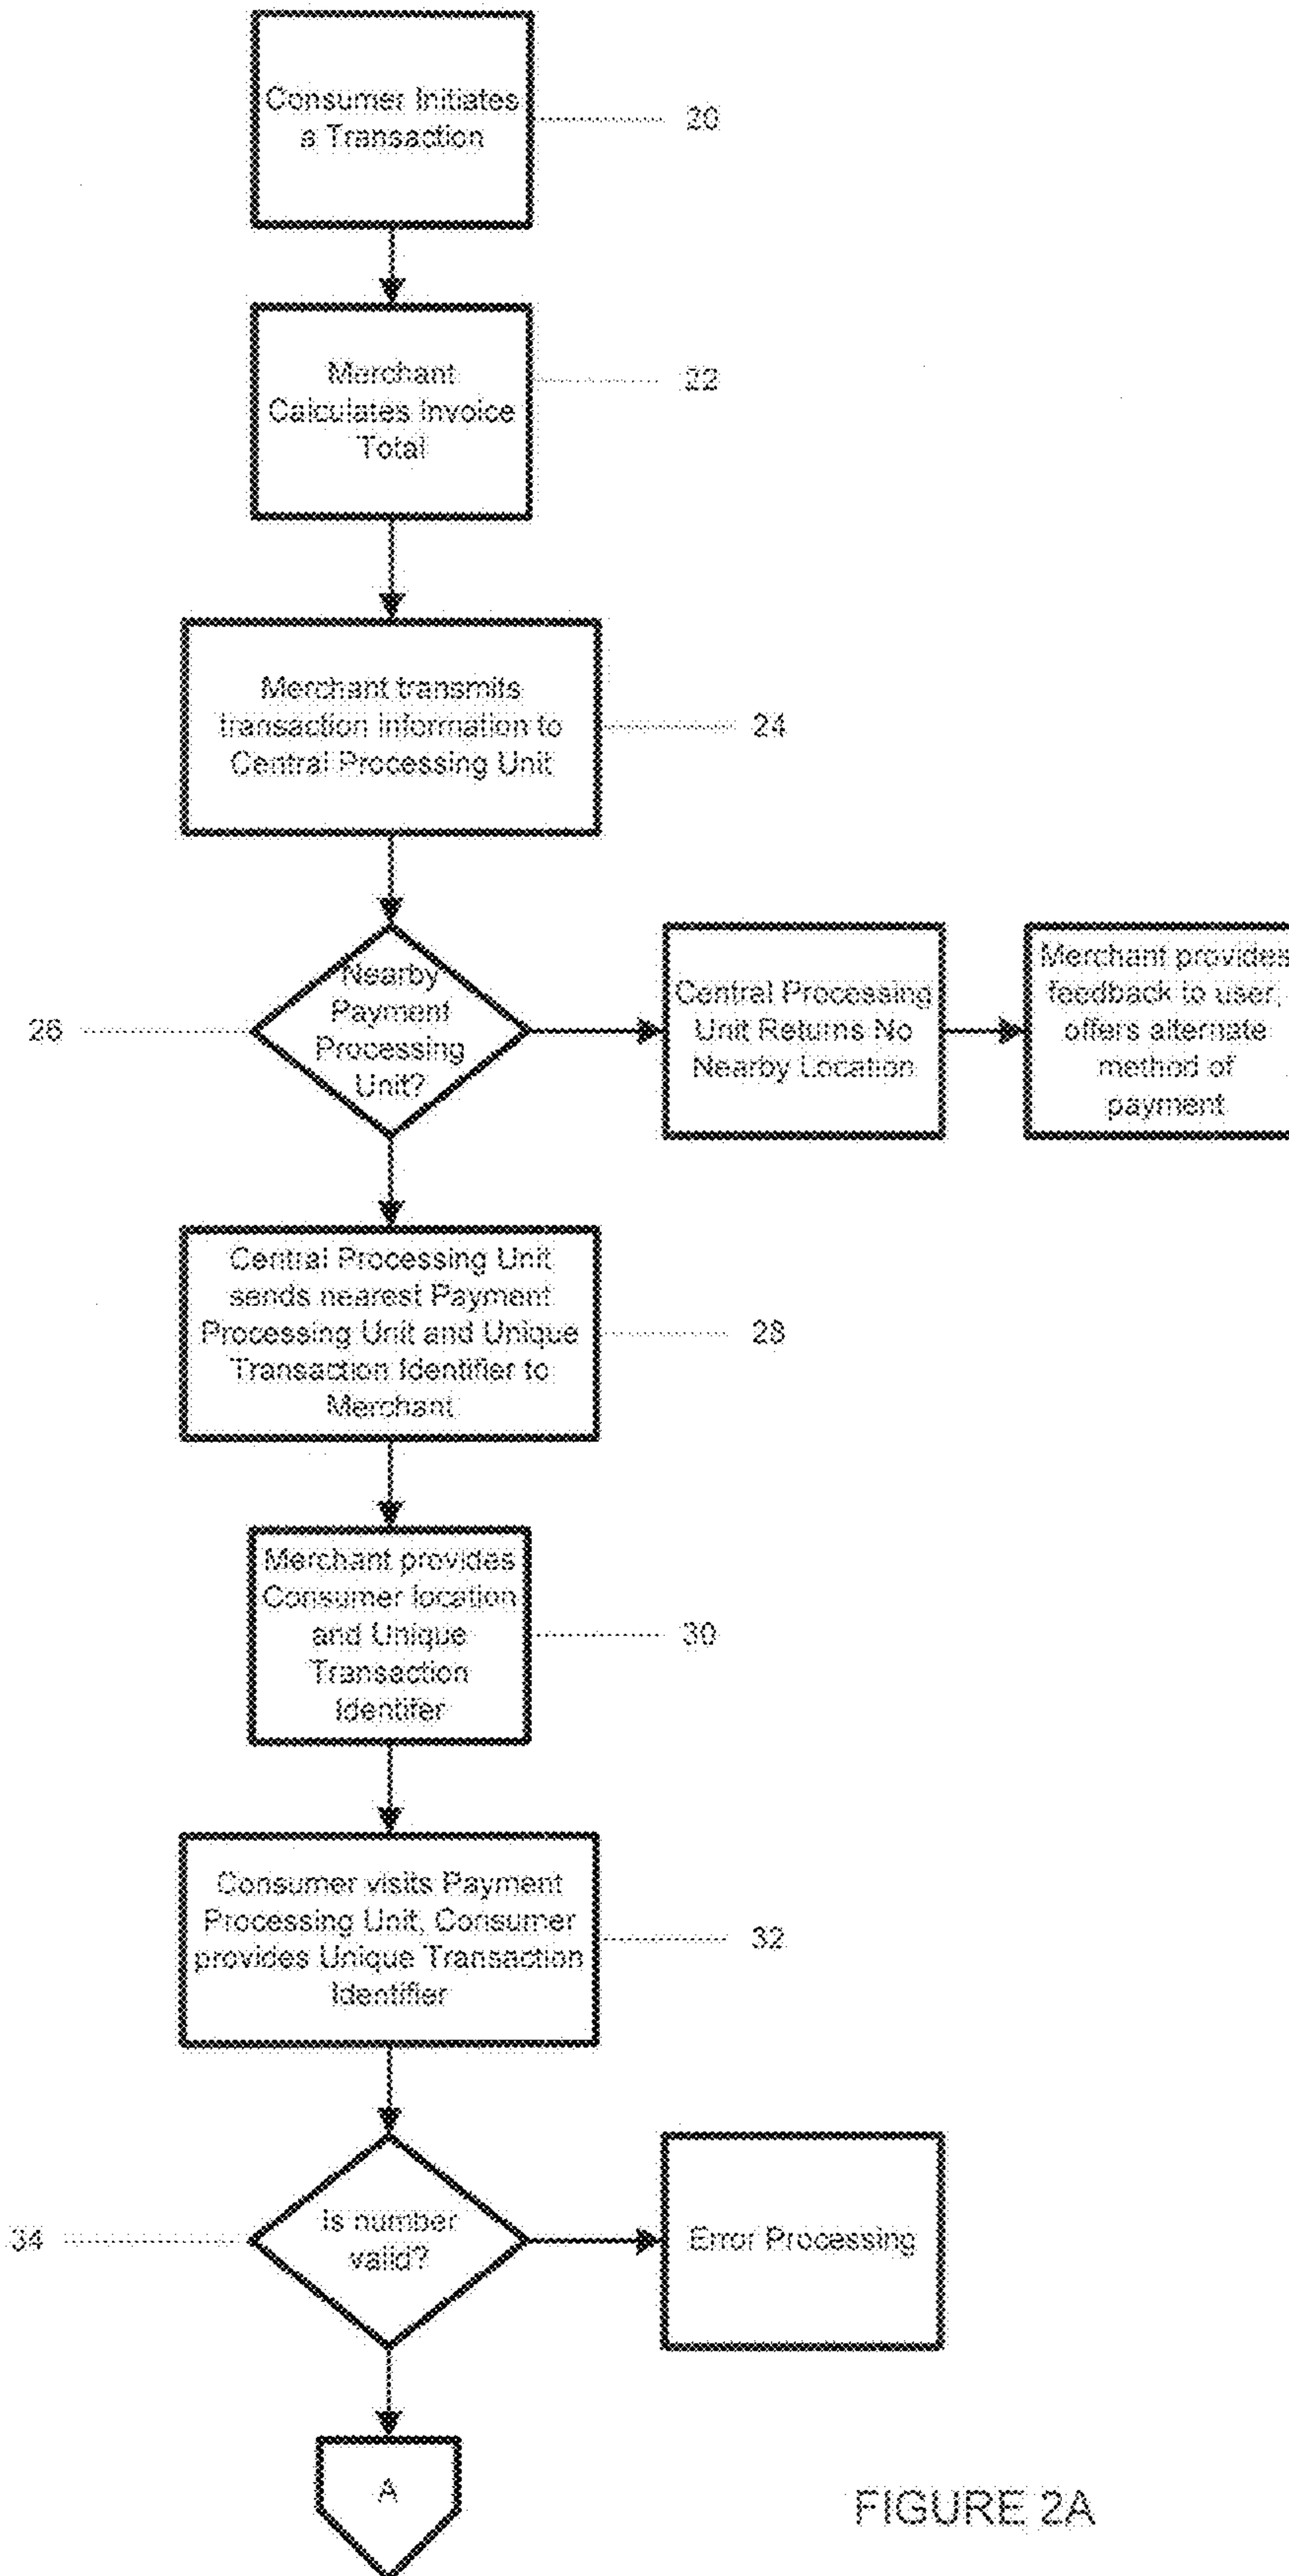 Consumer Initiates
a Transaction
20
Merchant
Calculates Invoice
Total
22
Merchant transmits
transaction information to
Central Processing Unit
24
Nearby
Payment
Processing
Unit?
26
Central Processing
Unit Returns No
Nearby Location
Merchant provides
feedback to user,
offers alternate
method of
payment
Central Processing Unit
sends nearest Payment
Processing Unit and Unique
Transaction Identifier to
Merchant
28
Merchant provides
Consumer location
and Unique
Transaction
Identifer
30
Consumer visits Payment
Processing Unit, Consumer
provides Unique Transaction
Identifier
32
Is number
valid?
34
Error Processing
A
FIGURE 2A